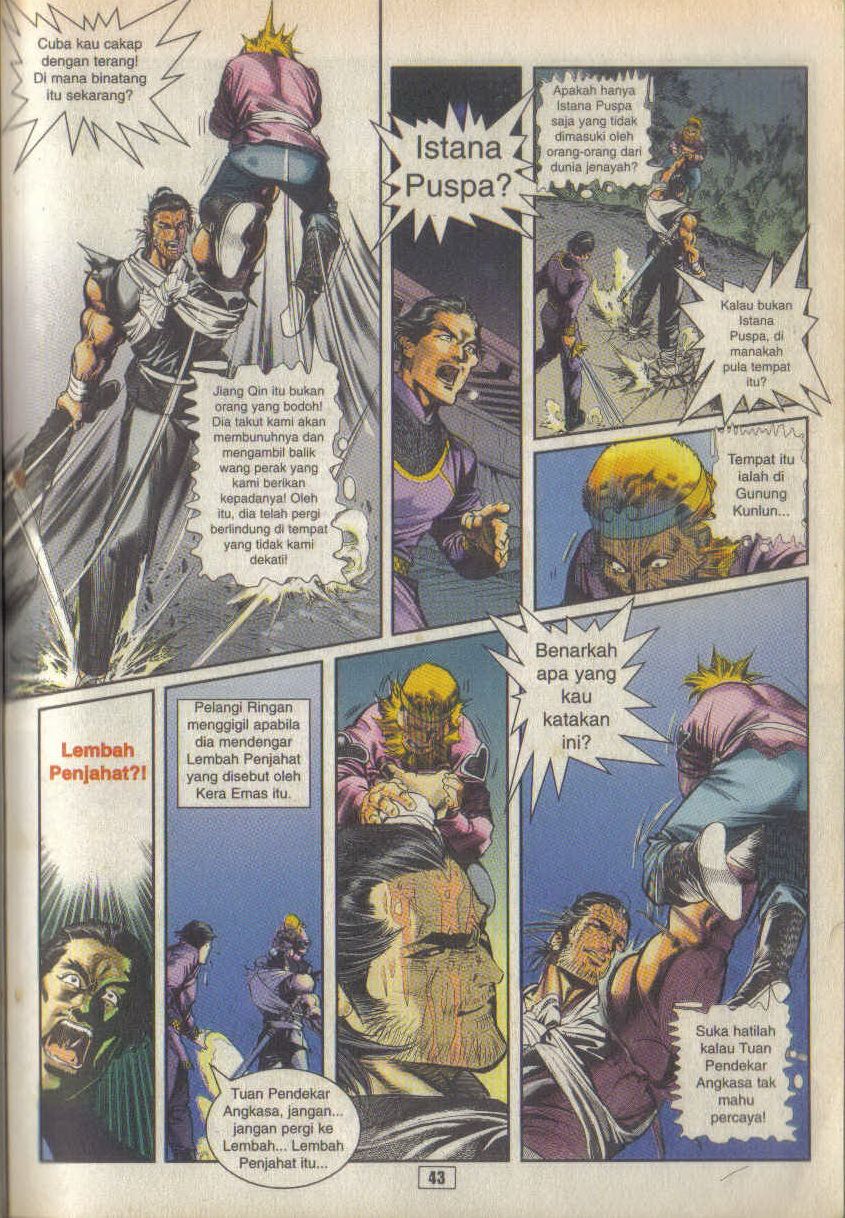 Cuba kau cakap
dengan terang!
Di mana binatang
itu sekarang?
Jiang Qin itu bukan
orang yang bodoh!
Dia takut kami akan
membunuhnya dan
mengambil balik
wang perak yang
kami berikan
kepadanya! Oleh
itu, dia telah pergi
berlindung di tempat
yang tidak kami
dekati!
Istana
Puspa?
Apakah hanya
Istana Puspa
saja yang tidak
dimasuki oleh
orang-orang dari
dunia jenayah?
Kalau bukan
Istana
Puspa, di
manakah
pula tempat
itu?
Tempat itu
ialah di
Gunung
Kunlun...
Lembah
Penjahat?!
Pelangi Ringan
menggigil apabila
dia mendengar
Lembah Penjahat
yang disebut oleh
Kera Emas itu.
Tuan Pendekar
Angkasa, jangan...
jangan pergi ke
Lembah... Lembah
Penjahat itu...
Benarkah
apa yang
kau
katakan
ini?
Suka hatilah
kalau Tuan
Pendekar
Angkasa tak
mahu
percaya!
43